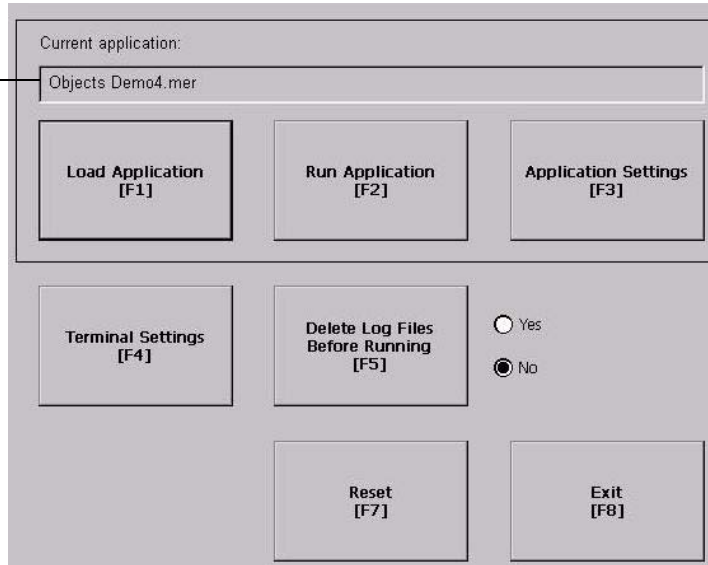 Current application:
Objects Demo4.mer
Load Application
[F1]
Run Application
[F2]
Application Settings
[F3]
Terminal Settings
[F4]
Delete Log Files
Before Running
[F5]
Yes
No
Reset
[F7]
Exit
[F8]